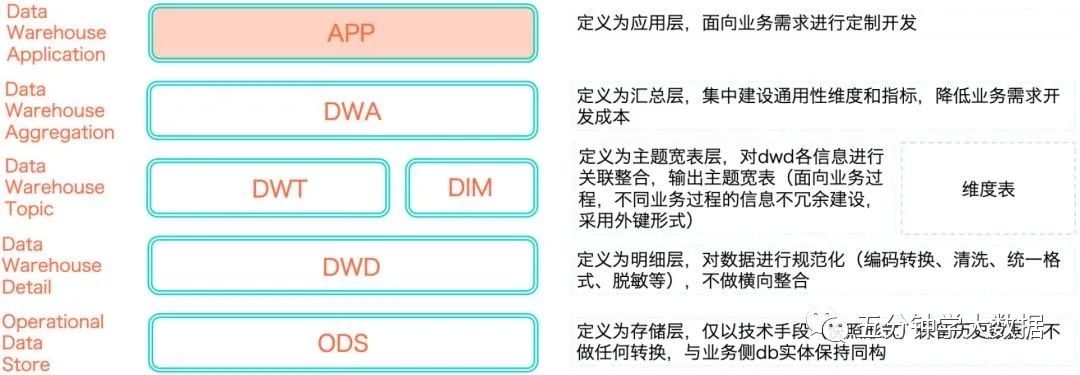 Data
Warehouse
Application
APP
定义为应用层，面向业务需求进行定制开发
Data
Warehouse
Aggregation
DWA
定义为汇总层，集中建设通用性维度和指标，降低业务需求开
发成本
Data
Warehouse
Topic
DWT
DIM
定义为主题宽表层，对dwd各信息进行
关联整合，输出主题宽表（面向业务过
程，不同业务过程的信息不冗余建设，
采用外键形式）
维度表
Data
Warehouse
Detail
DWD
定义为明细层，对数据进行规范化（编码转换、清洗、统一格
式、脱敏等），不做横向整合
Operational
Data
Store
ODS
定义为存储层，仅以技术手段
不
做任何转换，与业务侧db实体保持同构
五分钟学大数据